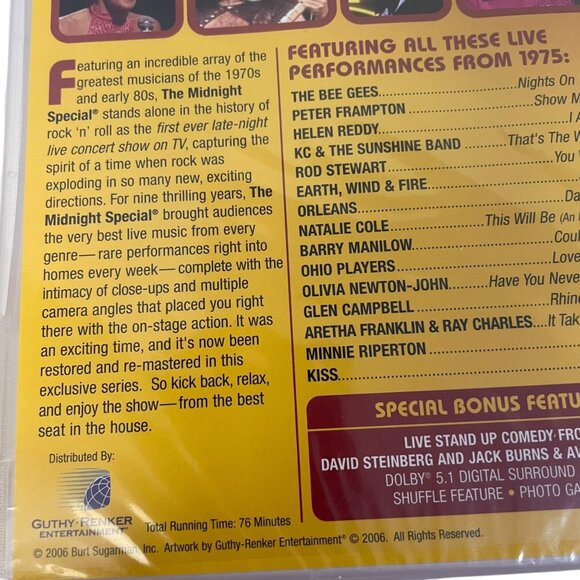 Featuring an incredible array of the
greatest musicians of the 1970s
and early 80s, The Midnight
Special® stands alone in the history of
rock 'n' roll as the first ever late-night
live concert show on TV, capturing the
spirit of a time when rock was
exploding in so many new, exciting
directions. For nine thrilling years, The
Midnight Special® brought audiences
the very best live music from every
genre—rare performances right into
homes every week—complete with the
intimacy of close-ups and multiple
camera angles that placed you right
there with the on-stage action. It was
an exciting time, and it's now been
restored and re-mastered in this
exclusive series. So kick back, relax,
and enjoy the show—from the best
seat in the house.
Distributed By:
GUTHY-RENKER
ENTERTAINMENT®
Total Running Time: 76 Minutes
FEATURING ALL THESE LIVE
PERFORMANCES FROM 1975:
THE BEE GEES Nights On
PETER FRAMPTON Show M
HELEN REDDY I A
KC & THE SUNSHINE BAND That's The W
ROD STEWART You
EARTH, WIND & FIRE
ORLEANS Da
NATALIE COLE This Will Be (An
BARRY MANILOW Coul
OHIO PLAYERS Love
OLIVIA NEWTON-JOHN Have You Never
GLEN CAMPBELL Rhin
ARETHA FRANKLIN & RAY CHARLES It Tak
MINNIE RIPERTON
KISS
SPECIAL BONUS FEATU
LIVE STAND UP COMEDY FRO
DAVID STEINBERG AND JACK BURNS & AV
DOLBY® 5.1 DIGITAL SURROUND
SHUFFLE FEATURE • PHOTO GA
© 2006 Burt Sugarman, Inc. Artwork by Guthy-Renker Entertainment® © 2006. All Rights Reserved.